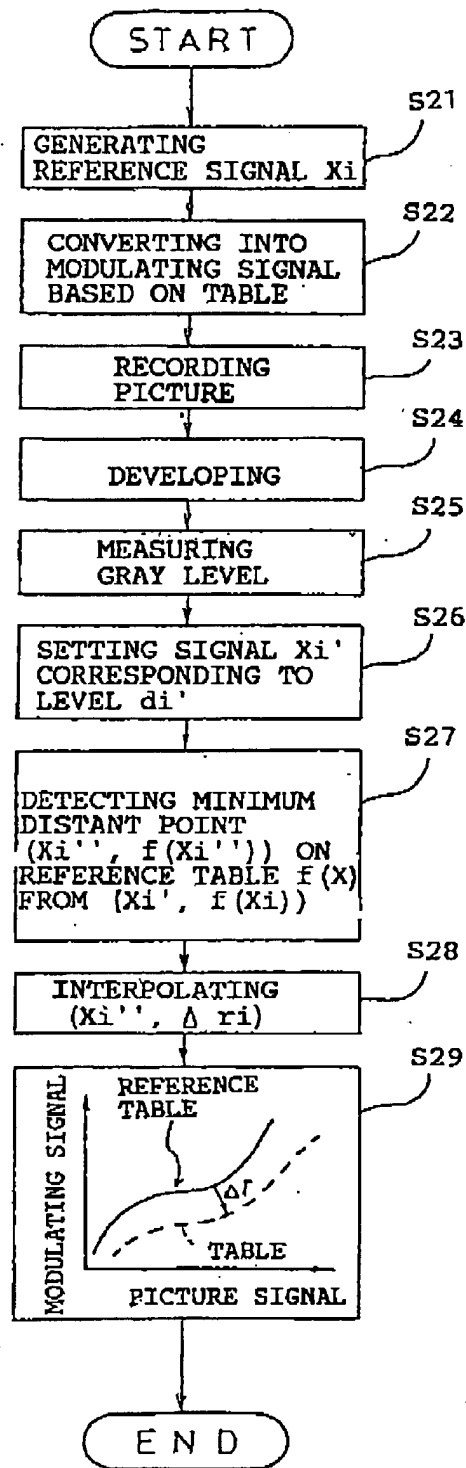 START
S21
GENERATING
REFERENCE SIGNAL Xi
S22
CONVERTING INTO
MODULATING SIGNAL
BASED ON TABLE
S23
RECORDING
PICTURE
S24
DEVELOPING
S25
MEASURING
GRAY LEVEL
S26
SETTING SIGNAL Xi'
CORRESPONDING TO
LEVEL di'
S27
DETECTING MINIMUM
DISTANT POINT
(Xi'', f(Xi'')) ON
REFERENCE TABLE f(X)
FROM (Xi', f(Xi))
S28
INTERPOLATING
(Xi'', Δ ri)
S29
MODULATING SIGNAL
REFERENCE
TABLE
Δr
TABLE
PICTURE SIGNAL
END